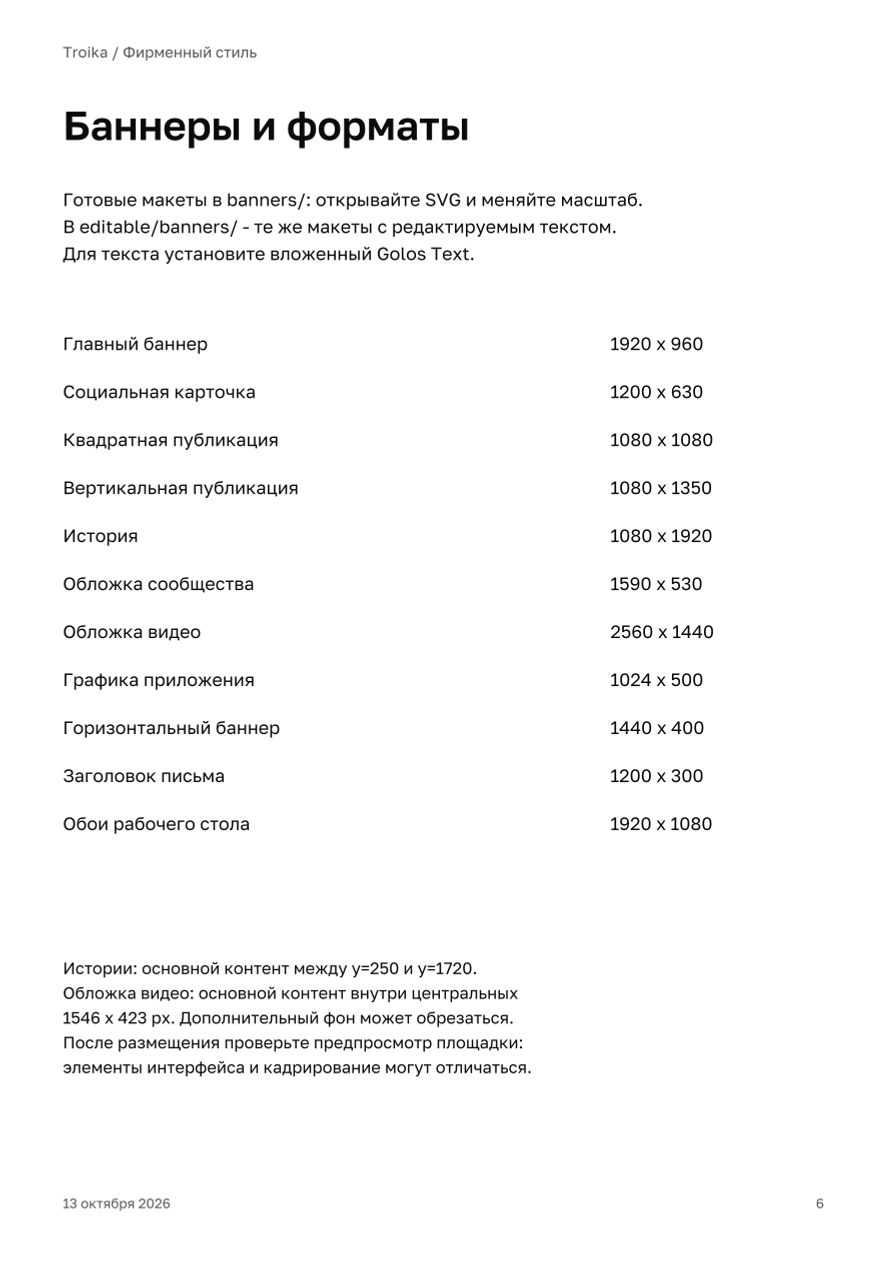 Troika / Фирменный стиль
Баннеры и форматы
Готовые макеты в banners/: открывайте SVG и меняйте масштаб.
В editable/banners/ - те же макеты с редактируемым текстом.
Для текста установите вложенный Golos Text.
Главный баннер 1920 x 960
Социальная карточка 1200 x 630
Квадратная публикация 1080 x 1080
Вертикальная публикация 1080 x 1350
История 1080 x 1920
Обложка сообщества 1590 x 530
Обложка видео 2560 x 1440
Графика приложения 1024 x 500
Горизонтальный баннер 1440 x 400
Заголовок письма 1200 x 300
Обои рабочего стола 1920 x 1080
Истории: основной контент между y=250 и y=1720.
Обложка видео: основной контент внутри центральных
1546 x 423 px. Дополнительный фон может обрезаться.
После размещения проверьте предпросмотр площадки:
элементы интерфейса и кадрирование могут отличаться.
13 октября 2026 6